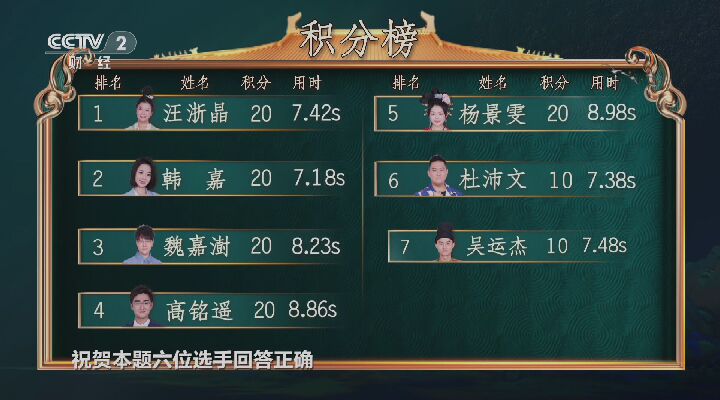 积分榜
CCTV 2
财经
排名 姓名 积分 用时
1 汪浙晶 20 7.42s
2 韩嘉 20 7.18s
3 魏嘉澍 20 8.23s
4 高铭遥 20 8.86s
排名 姓名 积分 用时
5 杨景雯 20 8.98s
6 杜沛文 10 7.38s
7 吴运杰 10 7.48s
祝贺本题六位选手回答正确